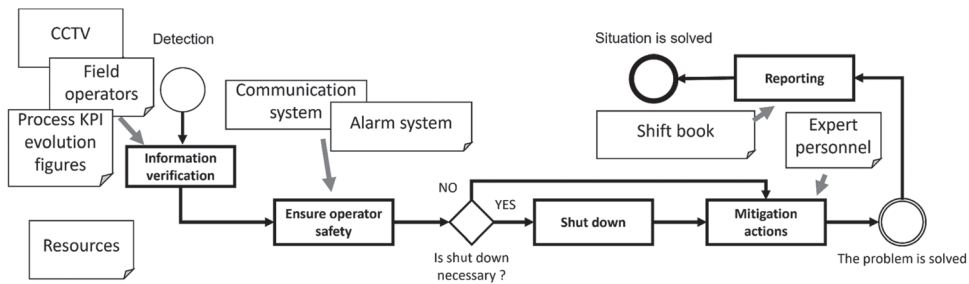 CCTV
Detection
Field
operators
Process KPI
evolution
figures
Information
verification
Resources
Communication
system
Alarm system
Ensure operator
safety
NO
YES
Is shut down
necessary ?
Shut down
Situation is solved
Reporting
Shift book
Expert
personnel
Mitigation
actions
The problem is solved